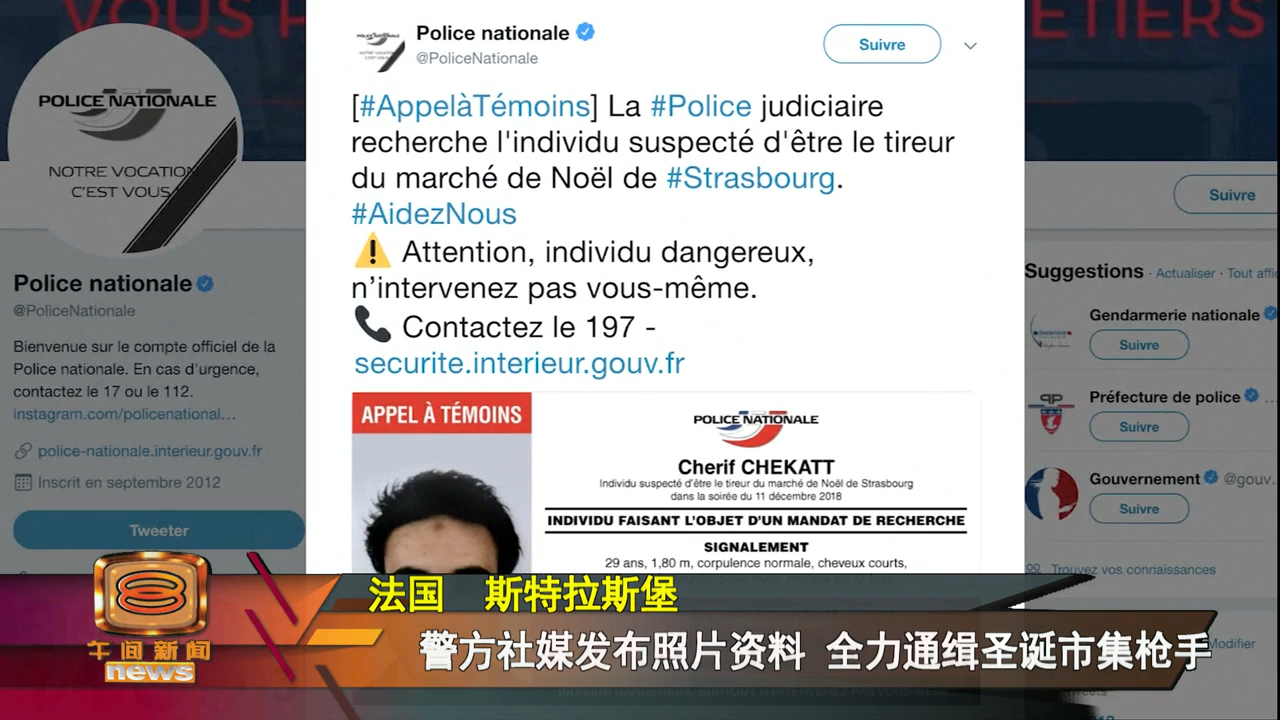 VOUS P
ÉTIERS
POLICE NATIONALE
NOTRE VOCATION
C'EST VOUS
Police nationale
@PoliceNationale
Bienvenue sur le compte officiel de la
Police nationale. En cas d'urgence,
contactez le 17 ou le 112.
instagram.com/policenational…
police-nationale.interieur.gouv.fr
Inscrit en septembre 2012
Tweeter
Police nationale
@PoliceNationale
Suivre
[#AppelàTémoins] La #Police judiciaire
recherche l'individu suspecté d'être le tireur
du marché de Noël de #Strasbourg.
#AidezNous
⚠️ Attention, individu dangereux,
n’intervenez pas vous-même.
📞 Contactez le 197 -
securite.interieur.gouv.fr
APPEL À TÉMOINS
POLICE NATIONALE
Cherif CHEKATT
Individu suspecté d'être le tireur du marché de Noël de Strasbourg
dans la soirée du 11 décembre 2018
INDIVIDU FAISANT L'OBJET D'UN MANDAT DE RECHERCHE
SIGNALEMENT
29 ans, 1,80 m, corpulence normale, cheveux courts,
Suivre
Suggestions · Actualiser · Tout affi
Gendarmerie nationale
Suivre
Préfecture de police …
Suivre
Gouvernement @gouv.
Suivre
Trouvez vos connaissances
Modifier
法国 斯特拉斯堡
警方社媒发布照片资料 全力通缉圣诞市集枪手
8
午间新闻
news